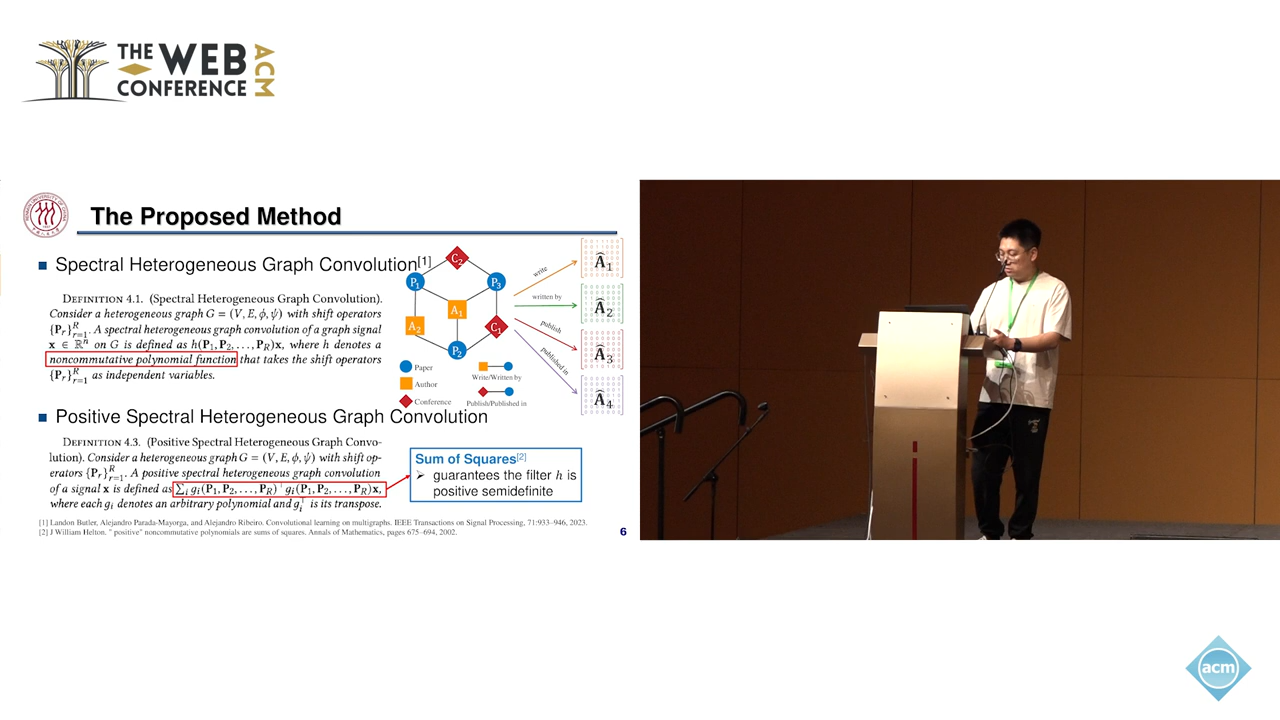 THE WEB
CONFERENCE
ACM
The Proposed Method
Spectral Heterogeneous Graph Convolution[1]
DEFINITION 4.1. (Spectral Heterogeneous Graph Convolution).
Consider a heterogeneous graph G = (V, E, ϕ, ψ) with shift operators
{P_r}_{r=1}^R. A spectral heterogeneous graph convolution of a graph signal
x ∈ ℝ^n on G is defined as h(P_1, P_2, . . . , P_R)x, where h denotes a
noncommutative polynomial function that takes the shift operators
{P_r}_{r=1}^R as independent variables.
C_2
P_1
P_3
A_1
A_2
C_1
P_2
Paper
Author
Conference
Write/Written by
Publish/Published in
write
written by
publish
published in
Â_1
Â_2
Â_3
Â_4
Positive Spectral Heterogeneous Graph Convolution
DEFINITION 4.3. (Positive Spectral Heterogeneous Graph Convo-
lution). Consider a heterogeneous graph G = (V, E, ϕ, ψ) with shift op-
erators {P_r}_{r=1}^R. A positive spectral heterogeneous graph convolution
of a signal x is defined as ∑_i g_i(P_1, P_2, . . . , P_R)^⊤ g_i(P_1, P_2, . . . , P_R)x,
where each g_i denotes an arbitrary polynomial and g_i^⊤ is its transpose.
Sum of Squares[2]
➢ guarantees the filter h is
positive semidefinite
[1] Landon Butler, Alejandro Parada-Mayorga, and Alejandro Ribeiro. Convolutional learning on multigraphs. IEEE Transactions on Signal Processing, 71:933–946, 2023.
[2] J William Helton. " positive" noncommutative polynomials are sums of squares. Annals of Mathematics, pages 675–694, 2002.
6
acm